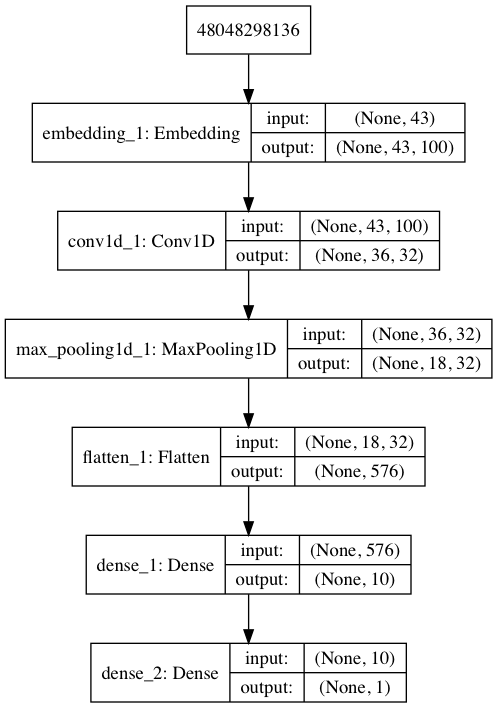 48048298136
embedding_1: Embedding
input: (None, 43)
output: (None, 43, 100)
conv1d_1: Conv1D
input: (None, 43, 100)
output: (None, 36, 32)
max_pooling1d_1: MaxPooling1D
input: (None, 36, 32)
output: (None, 18, 32)
flatten_1: Flatten
input: (None, 18, 32)
output: (None, 576)
dense_1: Dense
input: (None, 576)
output: (None, 10)
dense_2: Dense
input: (None, 10)
output: (None, 1)